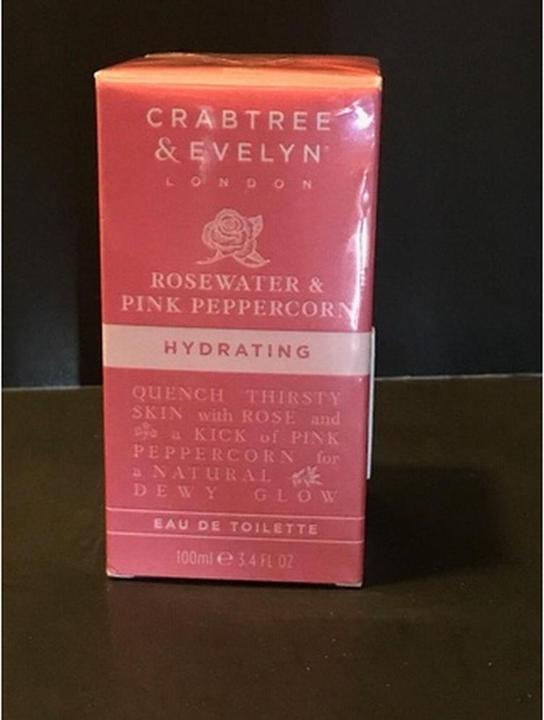 CRABTREE
& EVELYN®
LONDON
ROSEWATER &
PINK PEPPERCORN
HYDRATING
QUENCH THIRSTY
SKIN with ROSE and
a KICK of PINK
PEPPERCORN for
a NATURAL
DEWY GLOW
EAU DE TOILETTE
100ml ℮ 3.4 FL OZ